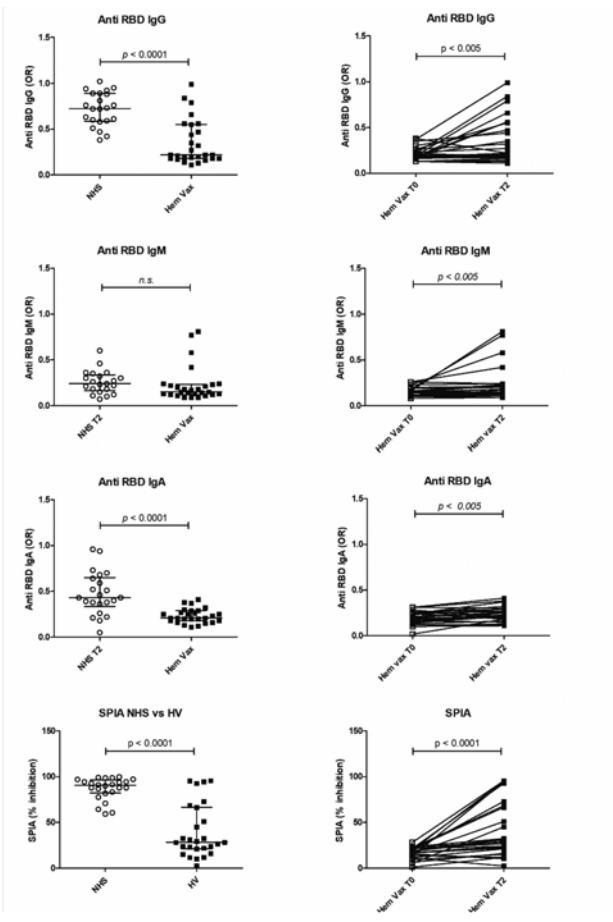 Anti RBD IgG
p < 0.0001
Anti RBD IgG (OR)
1.5
1.0
0.5
0.0
NHS
Hem Vax
Anti RBD IgG
p < 0.005
Anti RBD IgG (OR)
1.5
1.0
0.5
0.0
Hem Vax T0
Hem Vax T2
Anti RBD IgM
n.s.
Anti RBD IgM (OR)
1.5
1.0
0.5
0.0
NHS T2
Hem Vax
Anti RBD IgM
p < 0.005
Anti RBD IgM (OR)
1.5
1.0
0.5
0.0
Hem Vax T0
Hem Vax T2
Anti RBD IgA
p < 0.0001
Anti RBD IgA (OR)
1.5
1.0
0.5
0.0
NHS T2
Hem Vax
Anti RBD IgA
p < 0.005
Anti RBD IgA (OR)
1.5
1.0
0.5
0.0
Hem vax T0
Hem vax T2
SPIA NHS vs HV
p < 0.0001
SPIA (% inhibition)
150
100
50
0
NHS
HV
SPIA
p < 0.0001
SPIA (% inhibition)
150
100
50
0
Hem Vax T0
Hem Vax T2